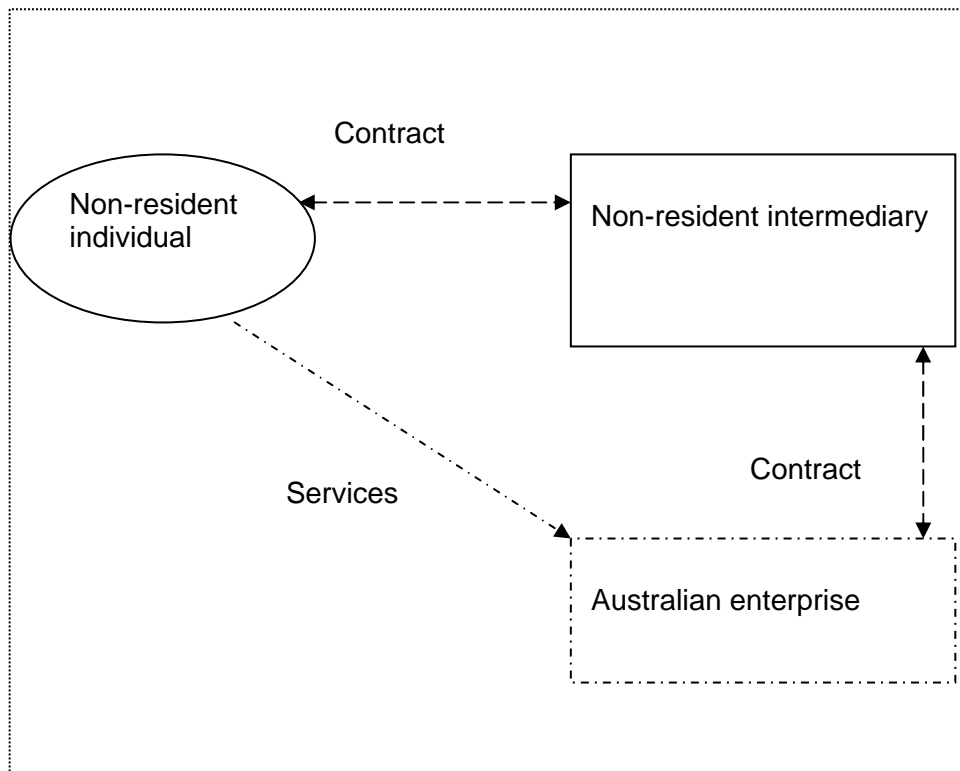 Contract
Non-resident
individual
Non-resident intermediary
Contract
Services
Australian enterprise